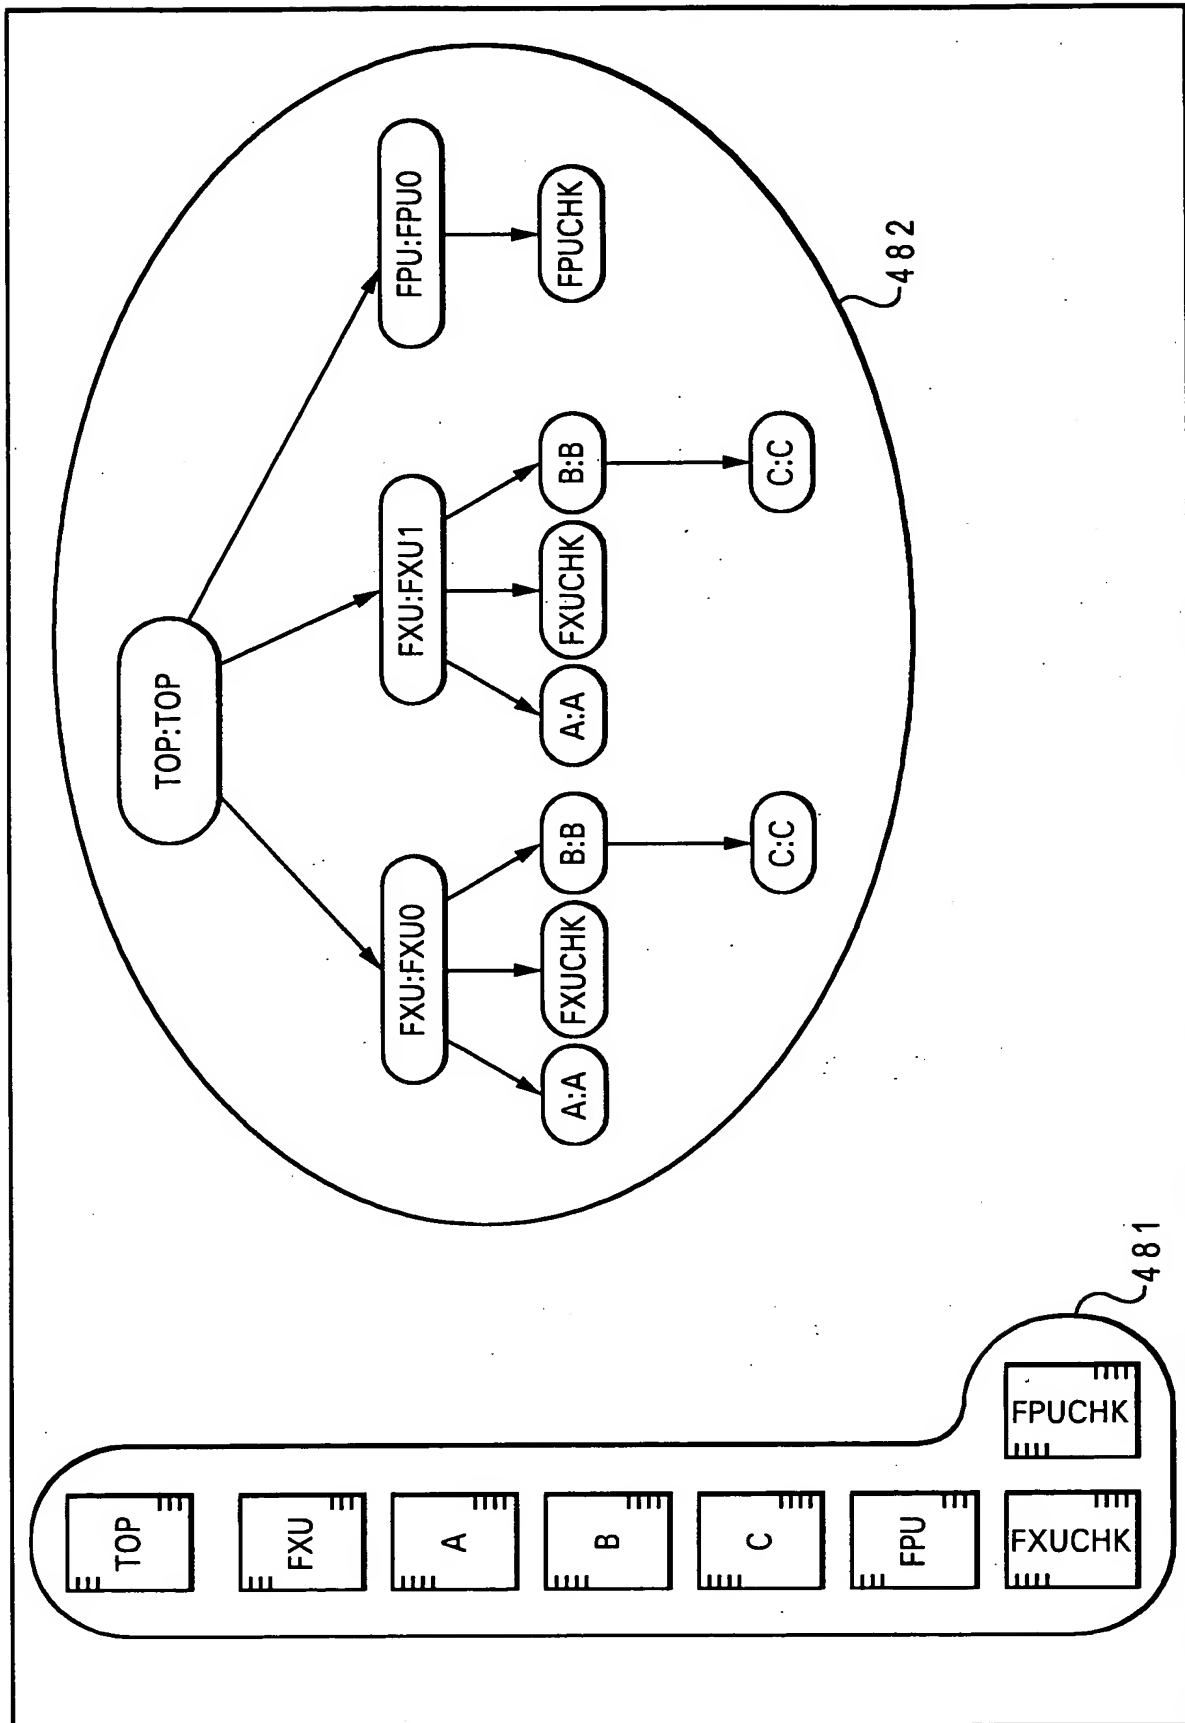 TOP
FXU
A
B
C
FPU
FXUCHK
FPUCHK
481
TOP:TOP
FXU:FXU0
FXU:FXU1
FPU:FPU0
A:A
FXUCHK
B:B
A:A
FXUCHK
B:B
FPUCHK
C:C
C:C
482